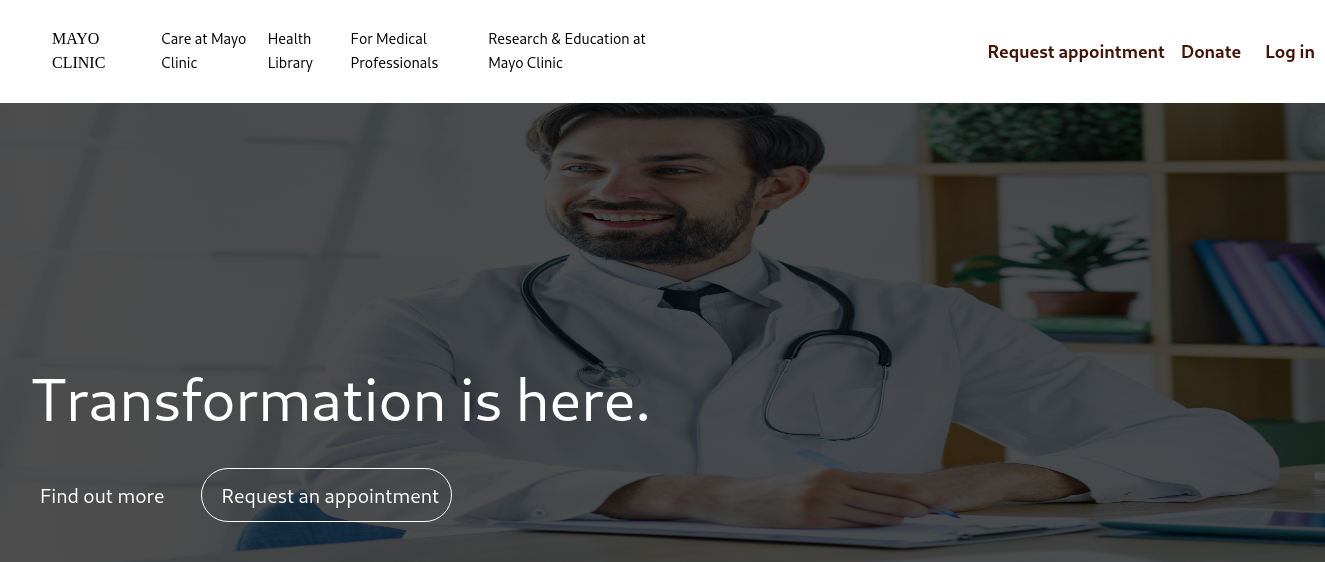 MAYO
CLINIC
Care at Mayo
Clinic
Health
Library
For Medical
Professionals
Research & Education at
Mayo Clinic
Request appointment
Donate
Log in
Transformation is here.
Find out more
Request an appointment